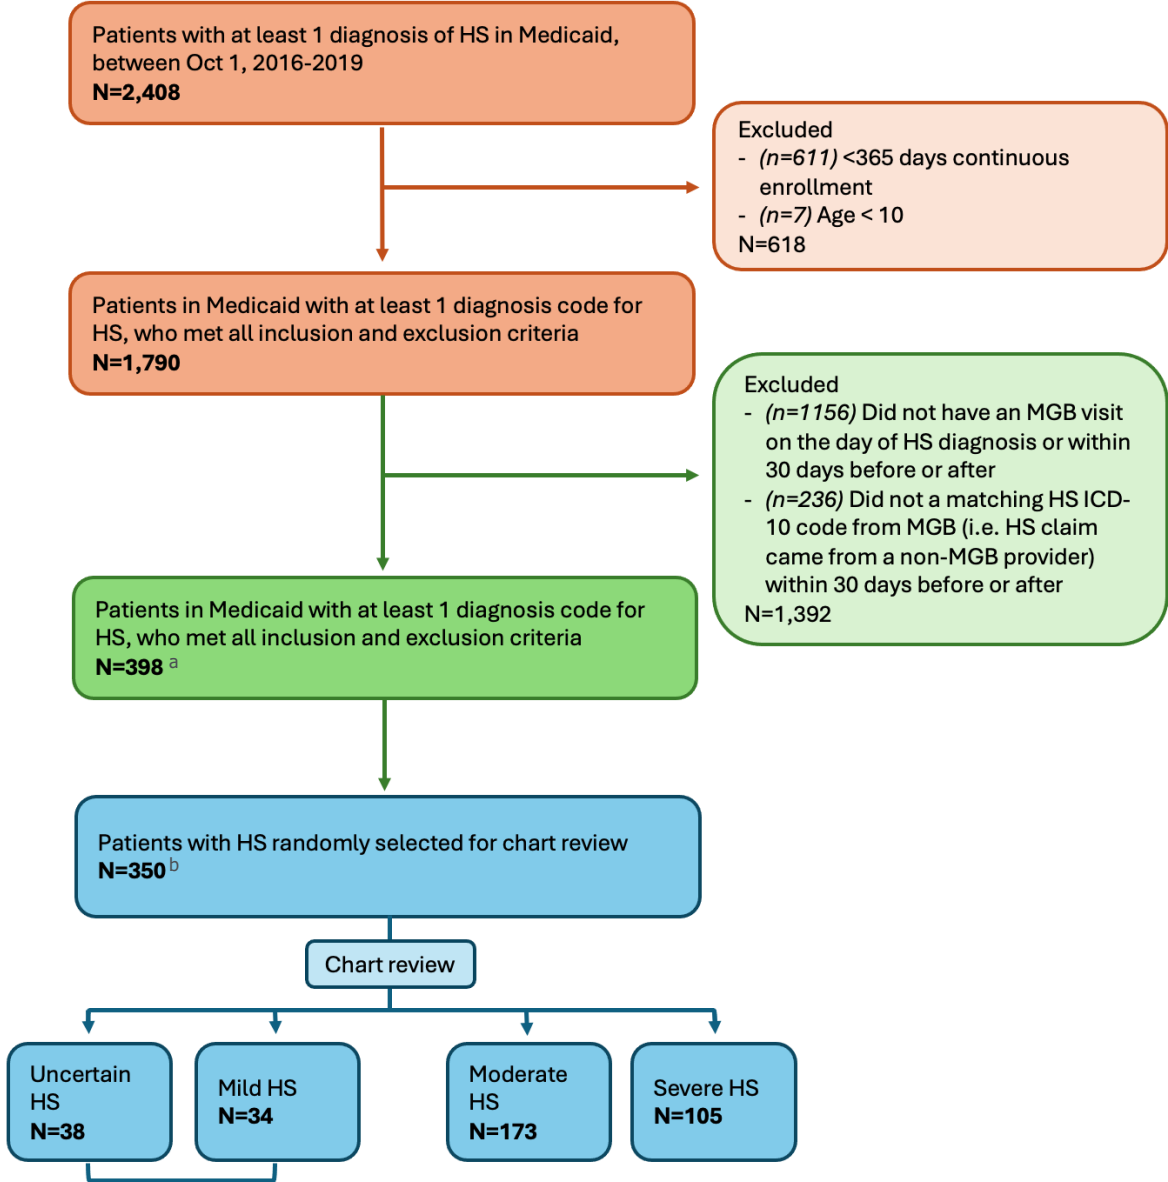 Patients with at least 1 diagnosis of HS in Medicaid,
between Oct 1, 2016-2019
N=2,408
Excluded
- (n=611) <365 days continuous
enrollment
- (n=7) Age < 10
N=618
Patients in Medicaid with at least 1 diagnosis code for
HS, who met all inclusion and exclusion criteria
N=1,790
Excluded
- (n=1156) Did not have an MGB visit
on the day of HS diagnosis or within
30 days before or after
- (n=236) Did not a matching HS ICD-
10 code from MGB (i.e. HS claim
came from a non-MGB provider)
within 30 days before or after
N=1,392
Patients in Medicaid with at least 1 diagnosis code for
HS, who met all inclusion and exclusion criteria
N=398 a
Patients with HS randomly selected for chart review
N=350 b
Chart review
Uncertain
HS
N=38
Mild HS
N=34
Moderate
HS
N=173
Severe HS
N=105